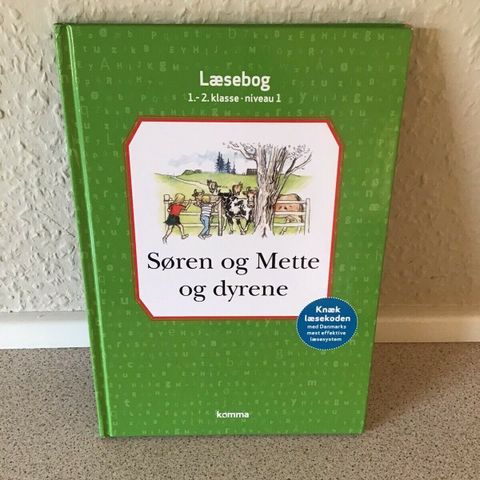 Læsebog
1.- 2. klasse · niveau 1
Søren og Mette
og dyrene
Knæk
læsekoden
med Danmarks
mest effektive
læsesystem
komma